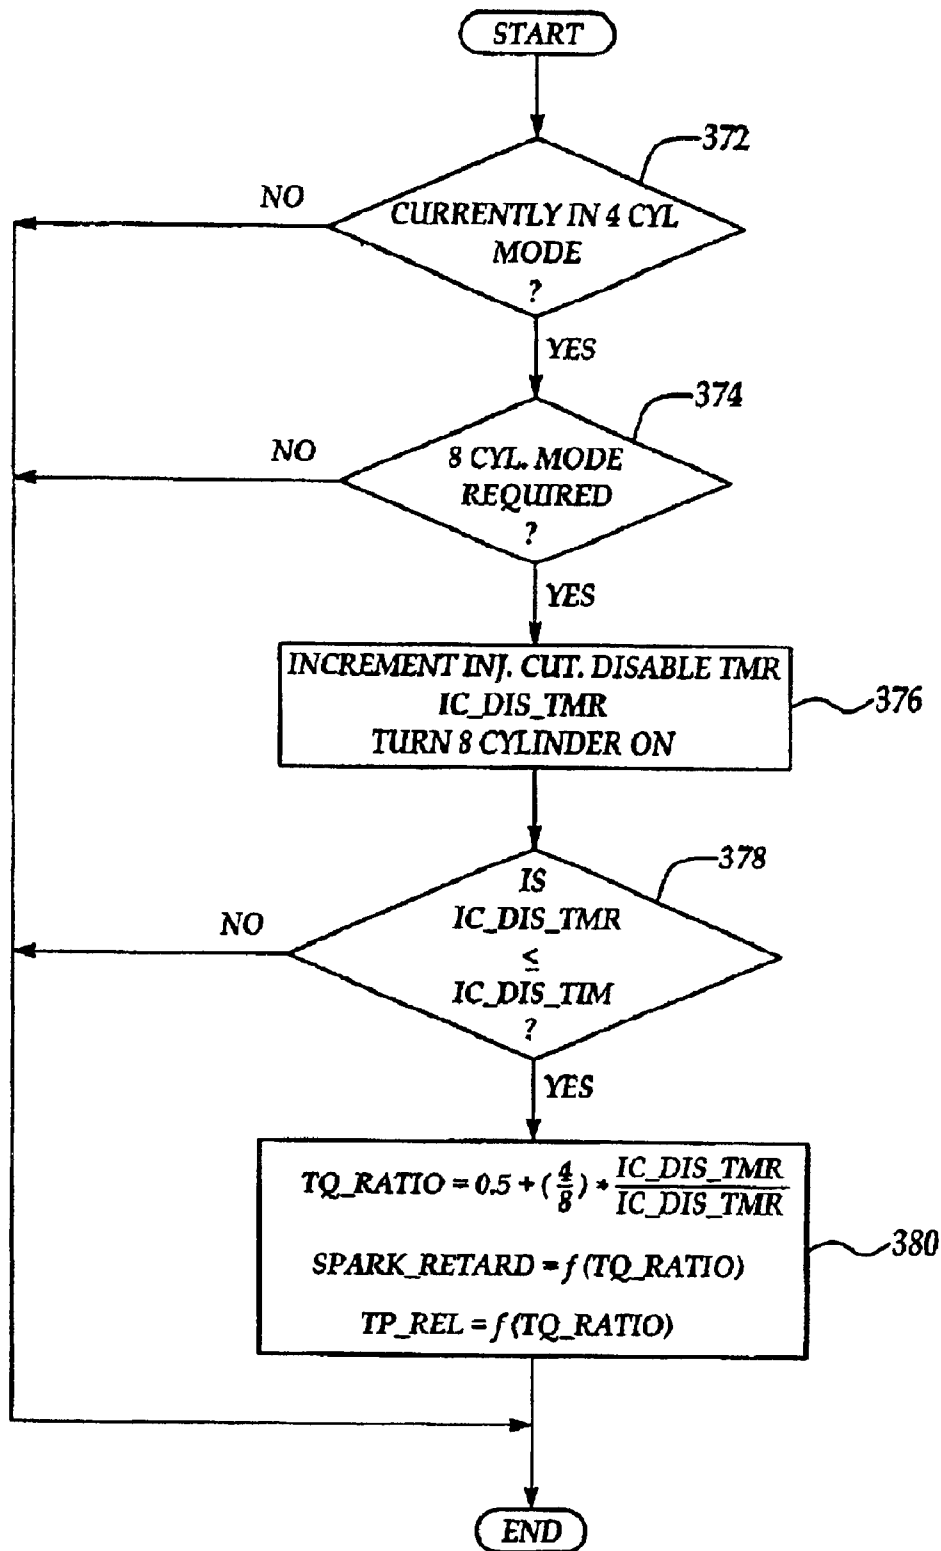 START
372
NO
CURRENTLY IN 4 CYL
MODE
?
YES
374
NO
8 CYL. MODE
REQUIRED
?
YES
INCREMENT INJ. CUT. DISABLE TMR
IC_DIS_TMR
TURN 8 CYLINDER ON
376
378
IS
IC_DIS_TMR
≤
IC_DIS_TIM
?
NO
YES
TQ_RATIO = 0.5 + (4/8) * IC_DIS_TMR/IC_DIS_TMR
SPARK_RETARD = f (TQ_RATIO)
TP_REL = f (TQ_RATIO)
380
END